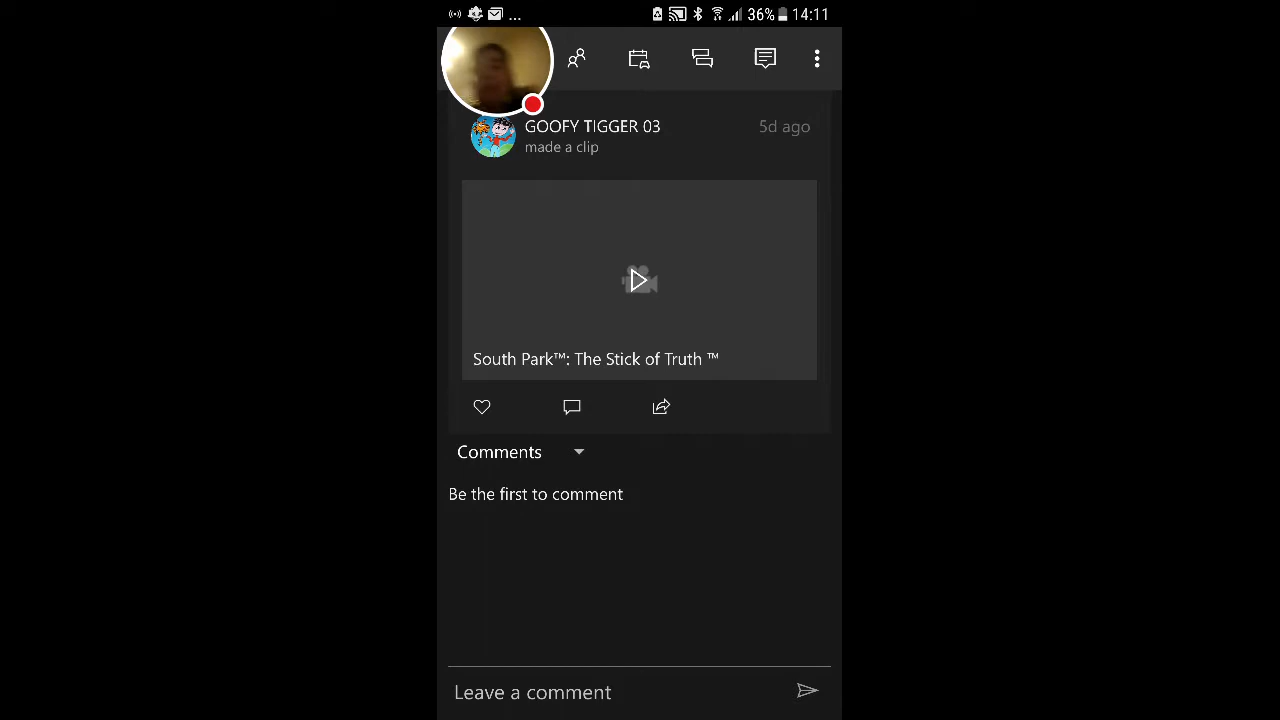 ... 36% 14:11
GOOFY TIGGER 03 5d ago
made a clip
South Park™: The Stick of Truth ™
Comments
Be the first to comment
Leave a comment